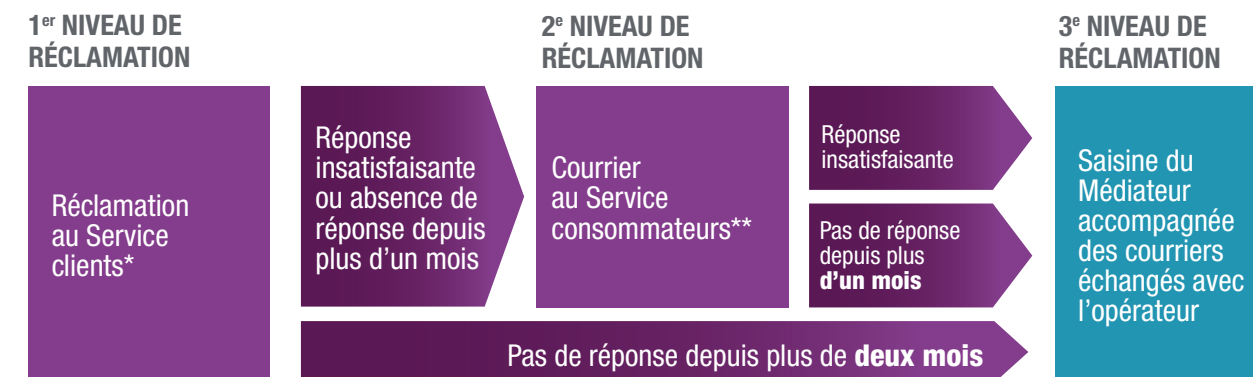 1er NIVEAU DE
RÉCLAMATION
2e NIVEAU DE
RÉCLAMATION
3e NIVEAU DE
RÉCLAMATION
Réclamation
au Service
clients*
Réponse
insatisfaisante
ou absence de
réponse depuis
plus d’un mois
Courrier
au Service
consommateurs**
Réponse
insatisfaisante
Pas de réponse
depuis plus
d’un mois
Pas de réponse depuis plus de deux mois
Saisine du
Médiateur
accompagnée
des courriers
échangés avec
l’opérateur